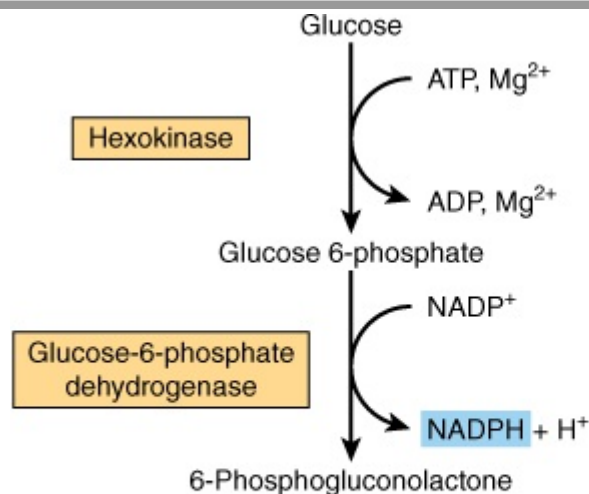 Glucose
ATP, Mg²⁺
Hexokinase
ADP, Mg²⁺
Glucose 6-phosphate
NADP⁺
Glucose-6-phosphate
dehydrogenase
NADPH + H⁺
6-Phosphogluconolactone